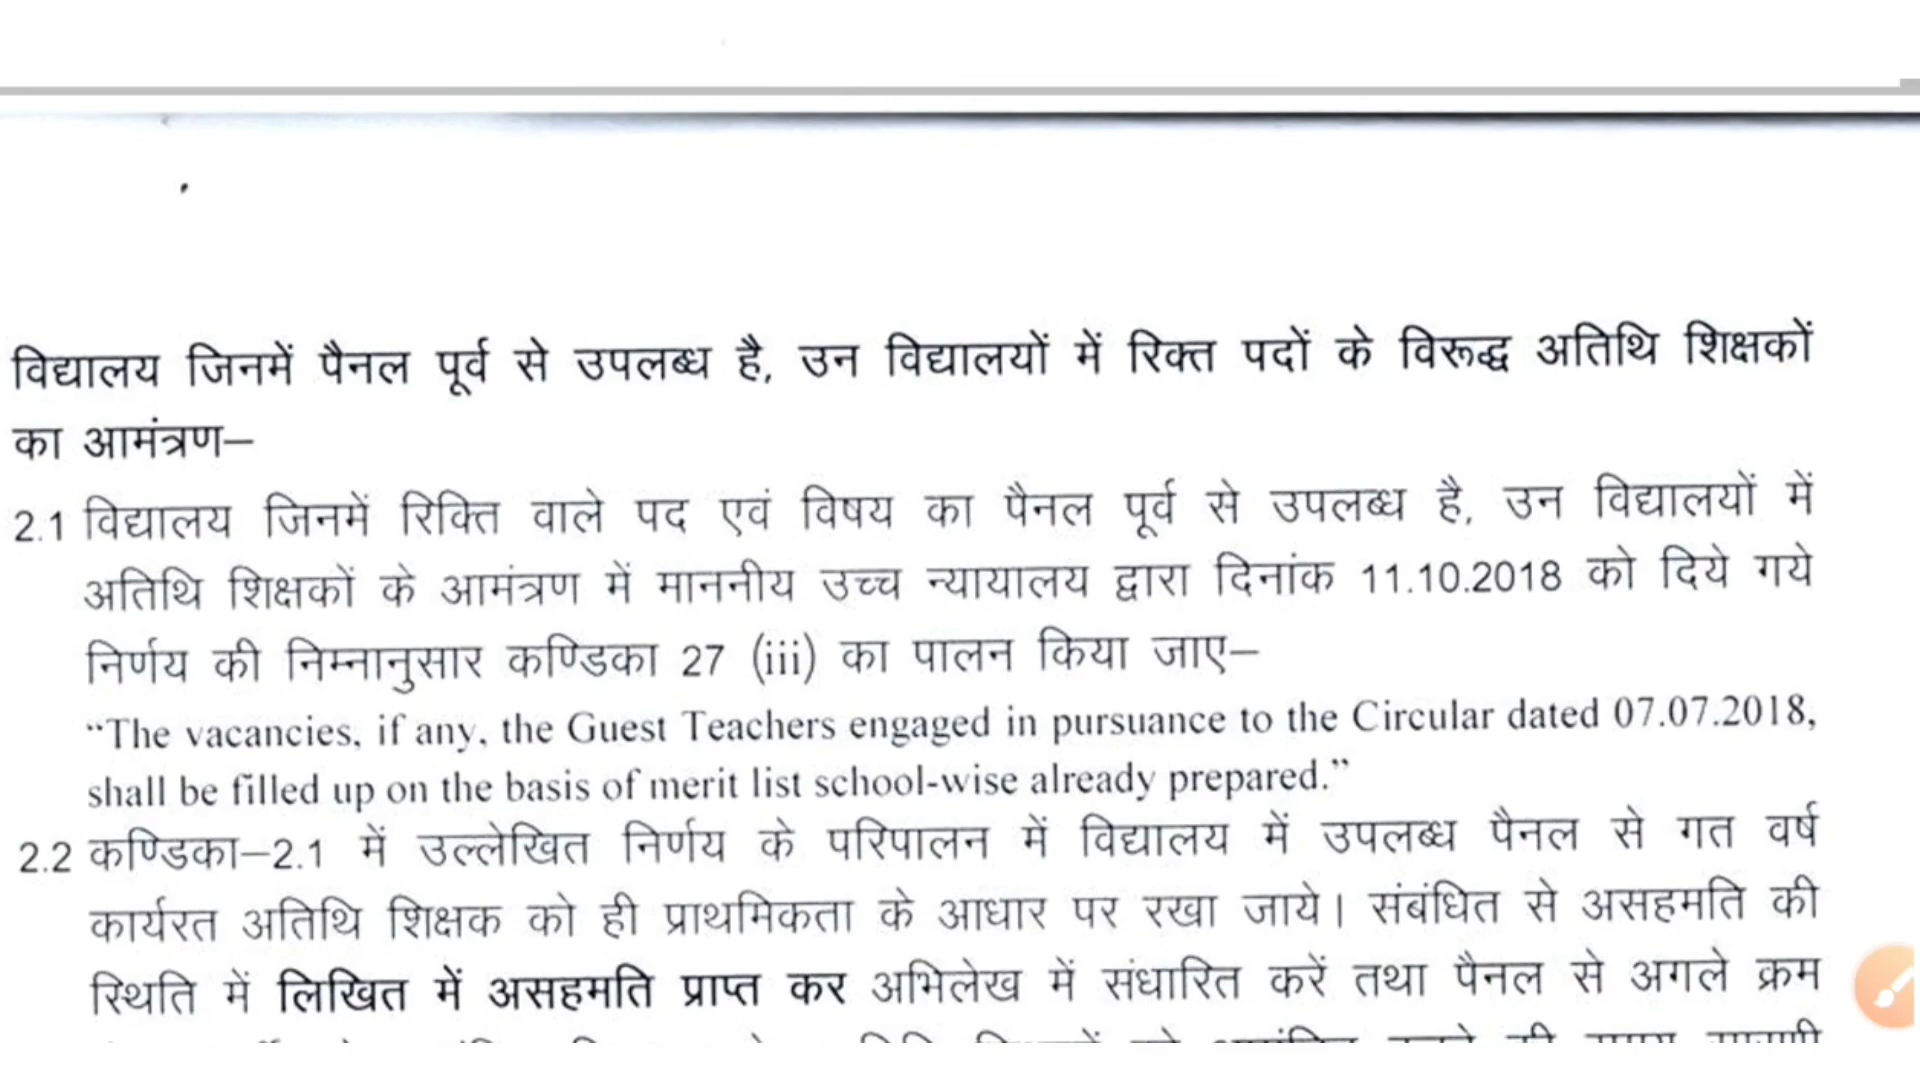 विद्यालय जिनमें पैनल पूर्व से उपलब्ध है, उन विद्यालयों में रिक्त पदों के विरूद्ध अतिथि शिक्षकों
का आमंत्रण–
2.1 विद्यालय जिनमें रिक्ति वाले पद एवं विषय का पैनल पूर्व से उपलब्ध है, उन विद्यालयों में
अतिथि शिक्षकों के आमंत्रण में माननीय उच्च न्यायालय द्वारा दिनांक 11.10.2018 को दिये गये
निर्णय की निम्नानुसार कण्डिका 27 (iii) का पालन किया जाए–
“The vacancies, if any, the Guest Teachers engaged in pursuance to the Circular dated 07.07.2018,
shall be filled up on the basis of merit list school-wise already prepared.”
2.2 कण्डिका–2.1 में उल्लेखित निर्णय के परिपालन में विद्यालय में उपलब्ध पैनल से गत वर्ष
कार्यरत अतिथि शिक्षक को ही प्राथमिकता के आधार पर रखा जाये। संबंधित से असहमति की
स्थिति में लिखित में असहमति प्राप्त कर अभिलेख में संधारित करें तथा पैनल से अगले क्रम